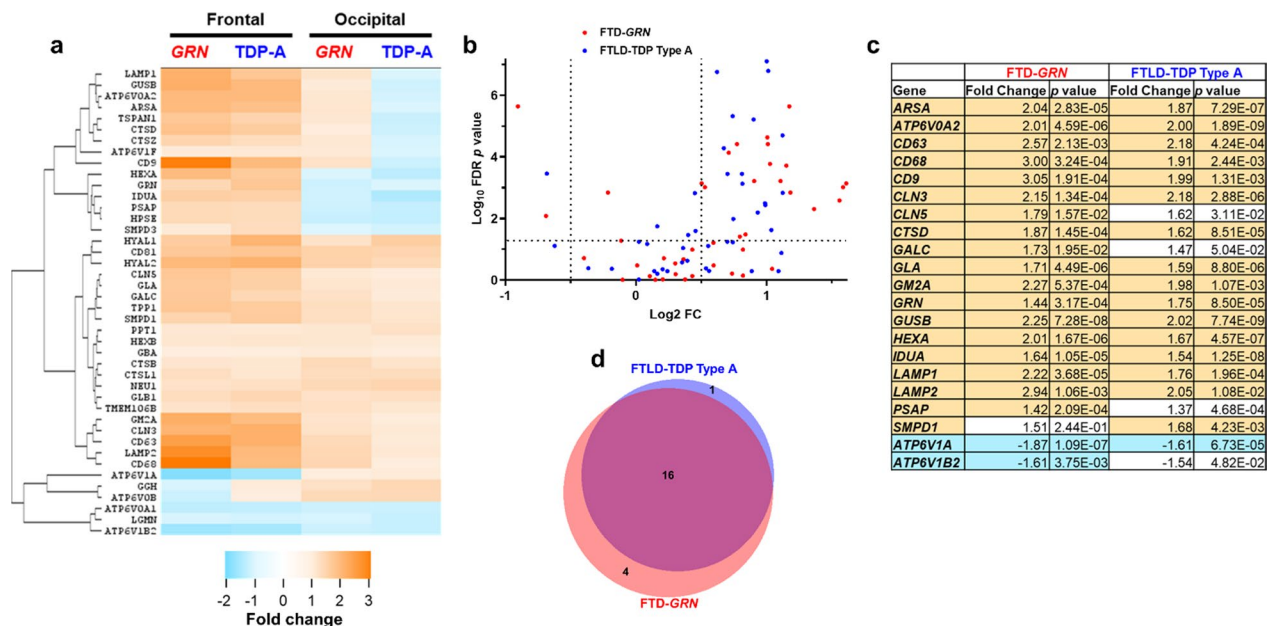 a
Frontal Occipital
GRN TDP-A GRN TDP-A
LAMP1
GUSB
ATP6V0A2
ARSA
TSPAN1
CTSD
CTSZ
ATP6V1F
CD9
HEXA
GRN
IDUA
PSAP
HPSE
SMPD3
HYAL1
CD81
HYAL2
CLN5
GLA
GALC
TPP1
SMPD1
PPT1
HEXB
GBA
CTSB
CTSL1
NEU1
GLB1
TMEM106B
GM2A
CLN3
CD63
LAMP2
CD68
ATP6V1A
GGH
ATP6V0B
ATP6V0A1
LGMN
ATP6V1B2
-2 -1 0 1 2 3
Fold change
b
FTD-GRN
FTLD-TDP Type A
Log10 FDR p value
6
4
2
0
-1 0 1
Log2 FC
c
FTD-GRN FTLD-TDP Type A
Gene Fold Change p value Fold Change p value
ARSA 2.04 2.83E-05 1.87 7.29E-07
ATP6V0A2 2.01 4.59E-06 2.00 1.89E-09
CD63 2.57 2.13E-03 2.18 4.24E-04
CD68 3.00 3.24E-04 1.91 2.44E-03
CD9 3.05 1.91E-04 1.99 1.31E-03
CLN3 2.15 1.34E-04 2.18 2.88E-06
CLN5 1.79 1.57E-02 1.62 3.11E-02
CTSD 1.87 1.45E-04 1.62 8.51E-05
GALC 1.73 1.95E-02 1.47 5.04E-02
GLA 1.71 4.49E-06 1.59 8.80E-06
GM2A 2.27 5.37E-04 1.98 1.07E-03
GRN 1.44 3.17E-04 1.75 8.50E-05
GUSB 2.25 7.28E-08 2.02 7.74E-09
HEXA 2.01 1.67E-06 1.67 4.57E-07
IDUA 1.64 1.05E-05 1.54 1.25E-08
LAMP1 2.22 3.68E-05 1.76 1.96E-04
LAMP2 2.94 1.06E-03 2.05 1.08E-02
PSAP 1.42 2.09E-04 1.37 4.68E-04
SMPD1 1.51 2.44E-01 1.68 4.23E-03
ATP6V1A -1.87 1.09E-07 -1.61 6.73E-05
ATP6V1B2 -1.61 3.75E-03 -1.54 4.82E-02
d
FTLD-TDP Type A
1
16
4
FTD-GRN